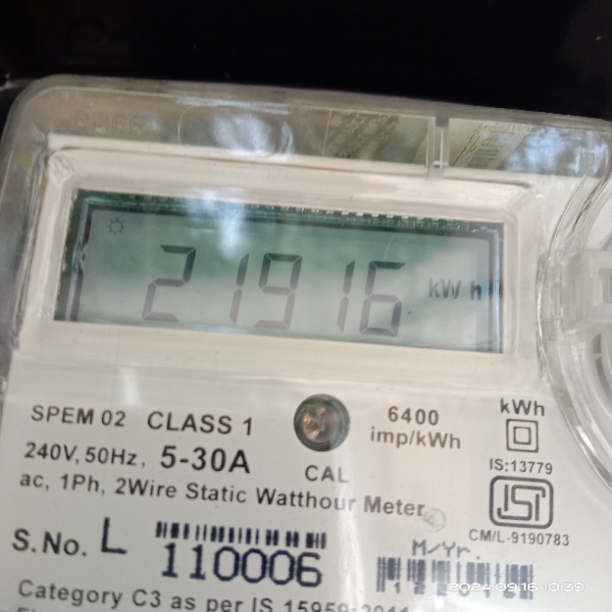 21916 kWh
SPEM 02 CLASS 1
6400
imp/kWh
kWh
240V, 50Hz, 5-30A
CAL
IS:13779
ac, 1Ph, 2Wire Static Watthour Meter
ISI
CM/L-9190783
S.No. L 110006
M/Yr.
Category C3 as per IS 15959
2024.09.16 10:39